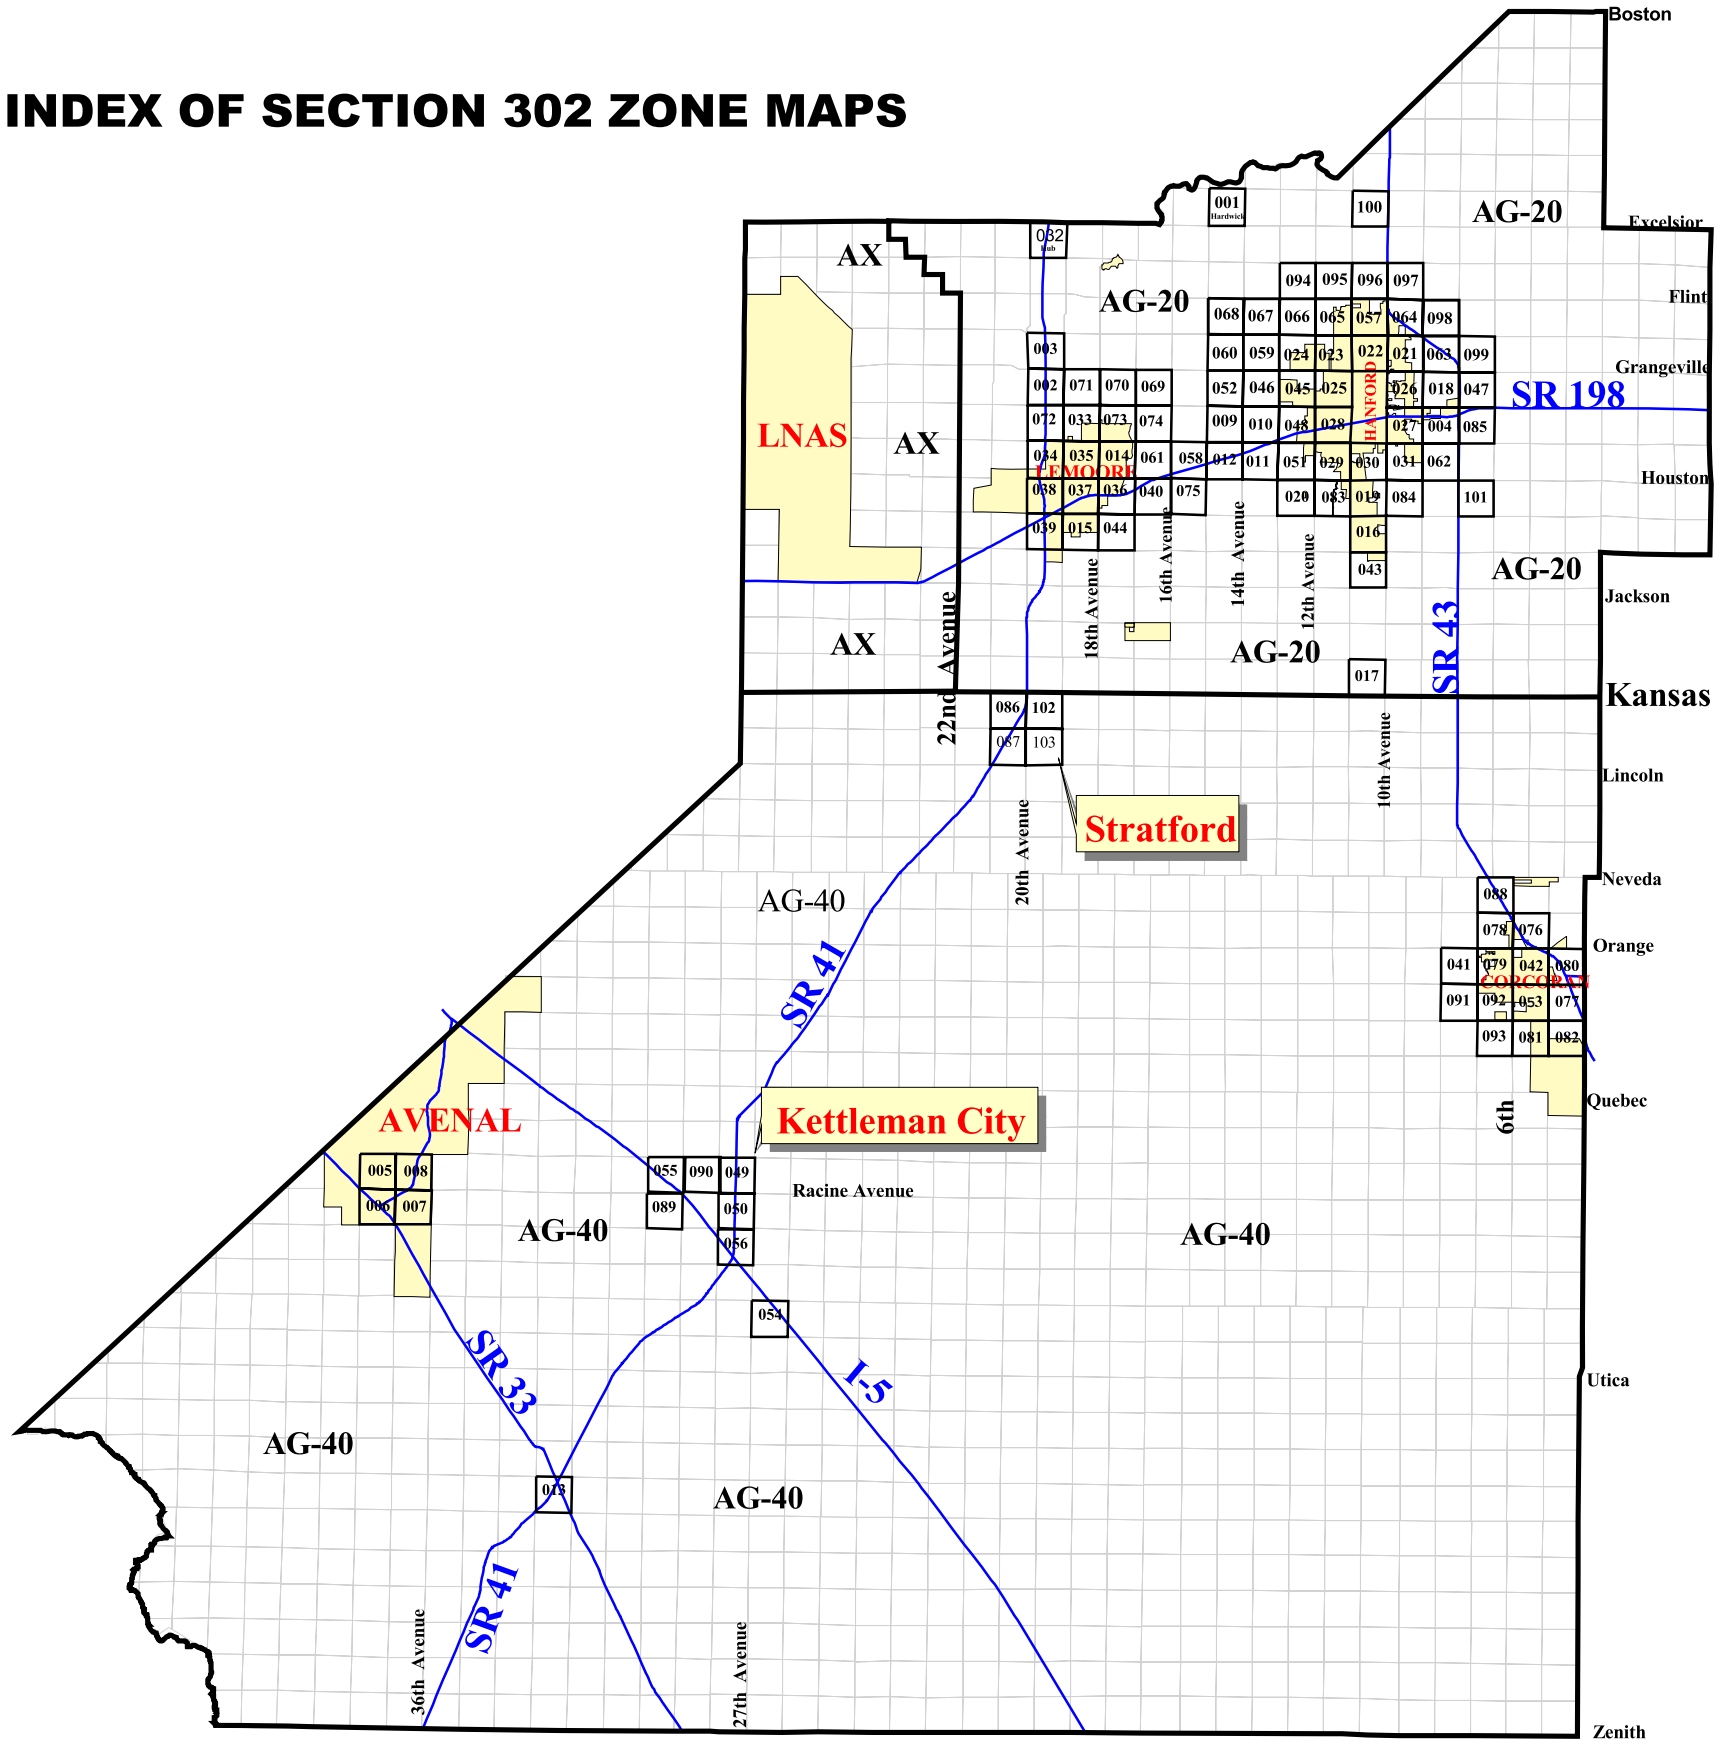 Boston
INDEX OF SECTION 302 ZONE MAPS
001
Hardwick
100
AG-20
Excelsior
032
Hub
AX
094 095 096 097
AG-20
Flint
068 067 066 065 057 064 098
003
060 059 024 023 022 021 063 099
Grangeville
002 071 070 069
052 046 045 025 026 018 047
SR 198
HANFORD
072 033 073 074
009 010 048 028 027 004 085
LNAS
AX
034 035 014 061 058 012 011 051 029 030 031 062
LEMOORE
Houston
038 037 036 040 075
083 019 084 101
039 015 044
016
16th Avenue
14th Avenue
12th Avenue
043
AG-20
18th Avenue
Jackson
22nd Avenue
AX
AG-20
SR 43
017
Kansas
086 102
087 103
10th Avenue
Lincoln
Stratford
20th Avenue
Neveda
088
AG-40
078 076
Orange
041 079 042 080
CORCORAN
091 092 053 077
SR 41
093 081 082
6th
Quebec
AVENAL
Kettleman City
005 008
055 090 049
Racine Avenue
006 007
089 050
AG-40
AG-40
056
054
SR 33
I-5
Utica
AG-40
013
AG-40
SR 41
36th Avenue
27th Avenue
Zenith